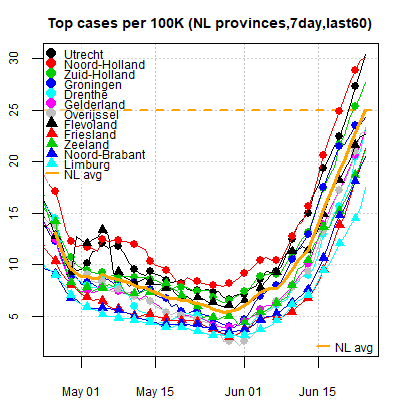 Top cases per 100K (NL provinces,7day,last60)
30
25
20
15
10
5
Utrecht
Noord-Holland
Zuid-Holland
Groningen
Drenthe
Gelderland
Overijssel
Flevoland
Friesland
Zeeland
Noord-Brabant
Limburg
NL avg
NL avg
May 01
May 15
Jun 01
Jun 15